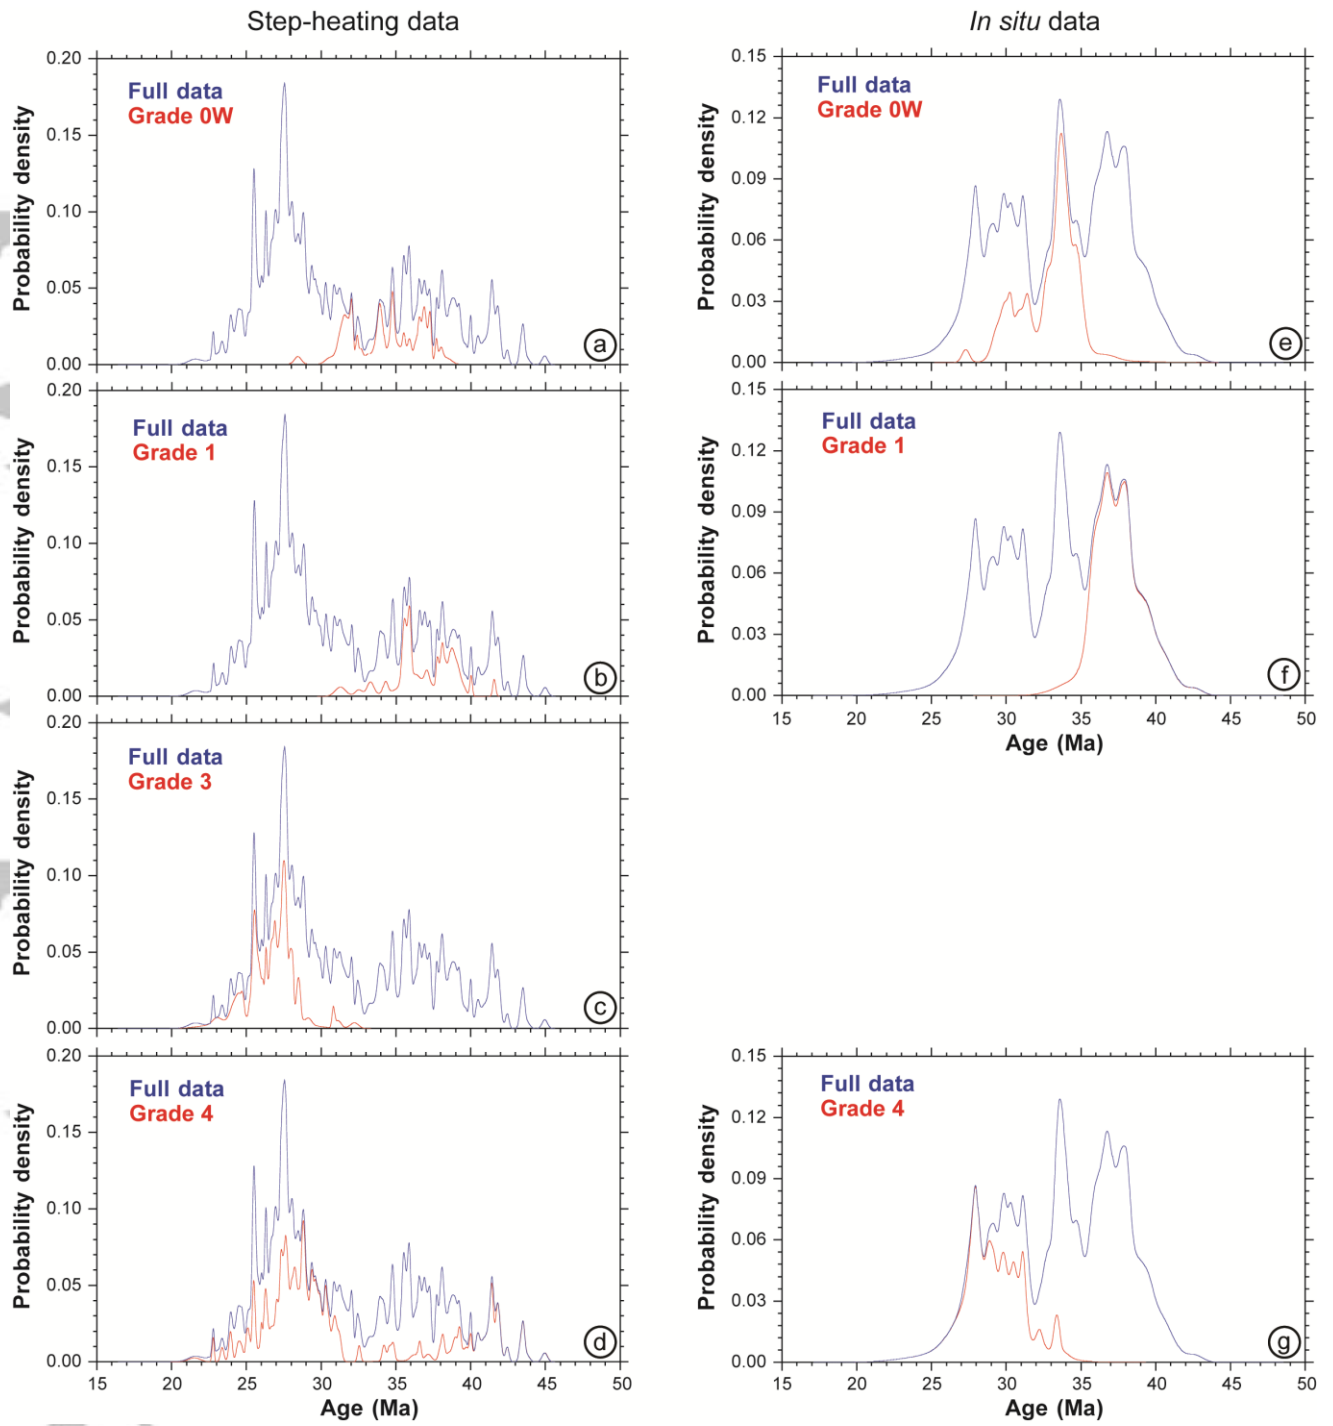 Step-heating data
In situ data
0.20
0.15
0.10
0.05
0.00
Probability density
Full data
Grade 0W
a
0.15
0.12
0.09
0.06
0.03
0.00
Probability density
Full data
Grade 0W
e
0.20
0.15
0.10
0.05
0.00
Probability density
Full data
Grade 1
b
0.15
0.12
0.09
0.06
0.03
0.00
Probability density
Full data
Grade 1
f
15 20 25 30 35 40 45 50
Age (Ma)
0.20
0.15
0.10
0.05
0.00
Probability density
Full data
Grade 3
c
0.20
0.15
0.10
0.05
0.00
Probability density
Full data
Grade 4
d
15 20 25 30 35 40 45 50
Age (Ma)
0.15
0.12
0.09
0.06
0.03
0.00
Probability density
Full data
Grade 4
g
15 20 25 30 35 40 45 50
Age (Ma)